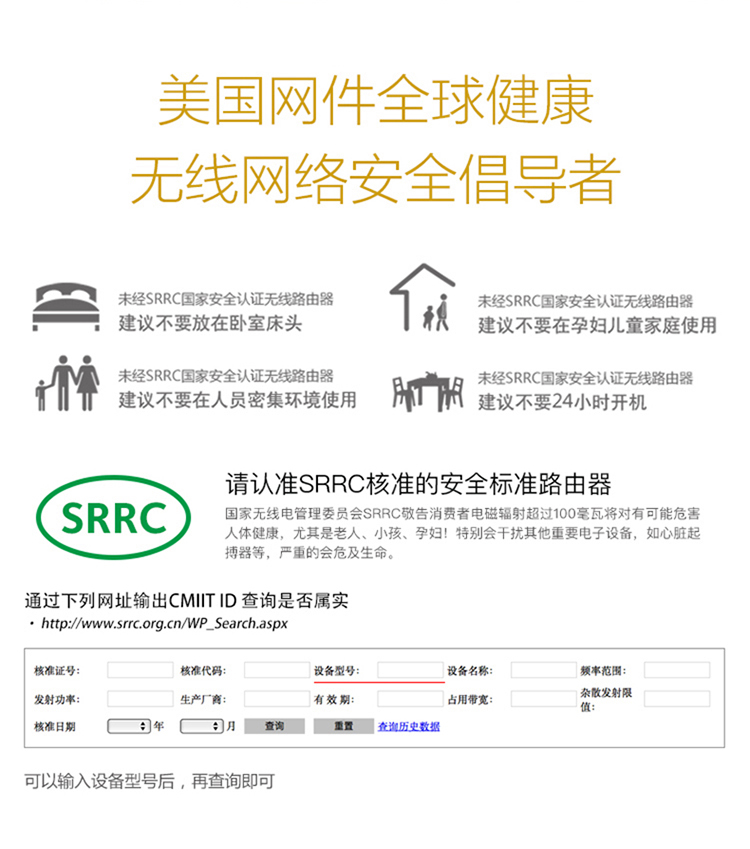 美国网件全球健康
无线网络安全倡导者
未经SRRC国家安全认证无线路由器
建议不要放在卧室床头
未经SRRC国家安全认证无线路由器
建议不要在孕妇儿童家庭使用
未经SRRC国家安全认证无线路由器
建议不要在人员密集环境使用
未经SRRC国家安全认证无线路由器
建议不要24小时开机
SRRC
请认准SRRC核准的安全标准路由器
国家无线电管理委员会SRRC敬告消费者电磁辐射超过100毫瓦将对有可能危害
人体健康，尤其是老人、小孩、孕妇！特别会干扰其他重要电子设备，如心脏起
搏器等，严重的会危及生命。
通过下列网址输出CMIIT ID 查询是否属实
· http://www.srrc.org.cn/WP_Search.aspx
核准证号： 核准代码： 设备型号： 设备名称： 频率范围：
发射功率： 生产厂商： 有 效 期： 占用带宽： 杂散发射限
值：
核准日期 年 月 查询 重置 查询历史数据
可以输入设备型号后，再查询即可